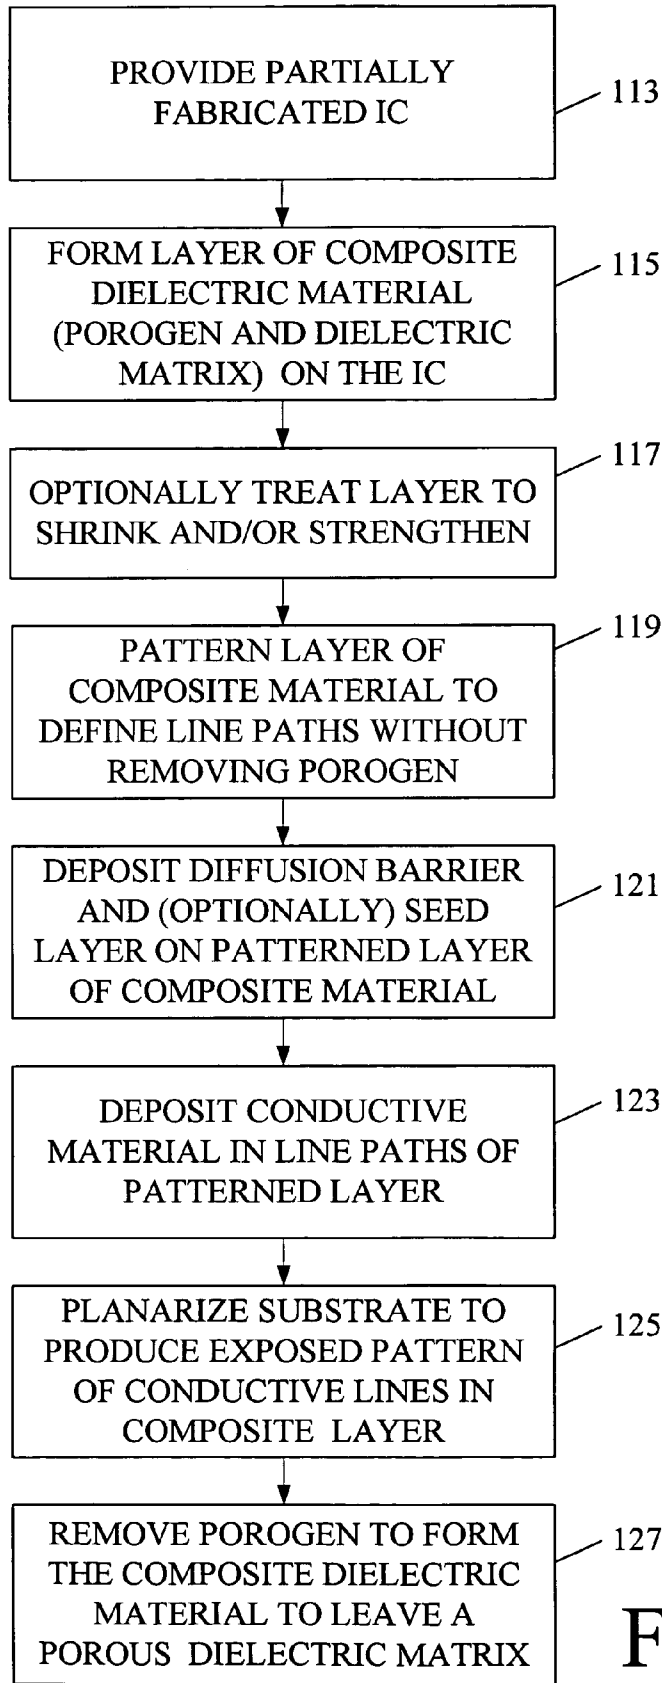 PROVIDE PARTIALLY
FABRICATED IC
113
FORM LAYER OF COMPOSITE
DIELECTRIC MATERIAL
(POROGEN AND DIELECTRIC
MATRIX) ON THE IC
115
OPTIONALLY TREAT LAYER TO
SHRINK AND/OR STRENGTHEN
117
PATTERN LAYER OF
COMPOSITE MATERIAL TO
DEFINE LINE PATHS WITHOUT
REMOVING POROGEN
119
DEPOSIT DIFFUSION BARRIER
AND (OPTIONALLY) SEED
LAYER ON PATTERNED LAYER
OF COMPOSITE MATERIAL
121
DEPOSIT CONDUCTIVE
MATERIAL IN LINE PATHS OF
PATTERNED LAYER
123
PLANARIZE SUBSTRATE TO
PRODUCE EXPOSED PATTERN
OF CONDUCTIVE LINES IN
COMPOSITE LAYER
125
REMOVE POROGEN TO FORM
THE COMPOSITE DIELECTRIC
MATERIAL TO LEAVE A
POROUS DIELECTRIC MATRIX
127
F